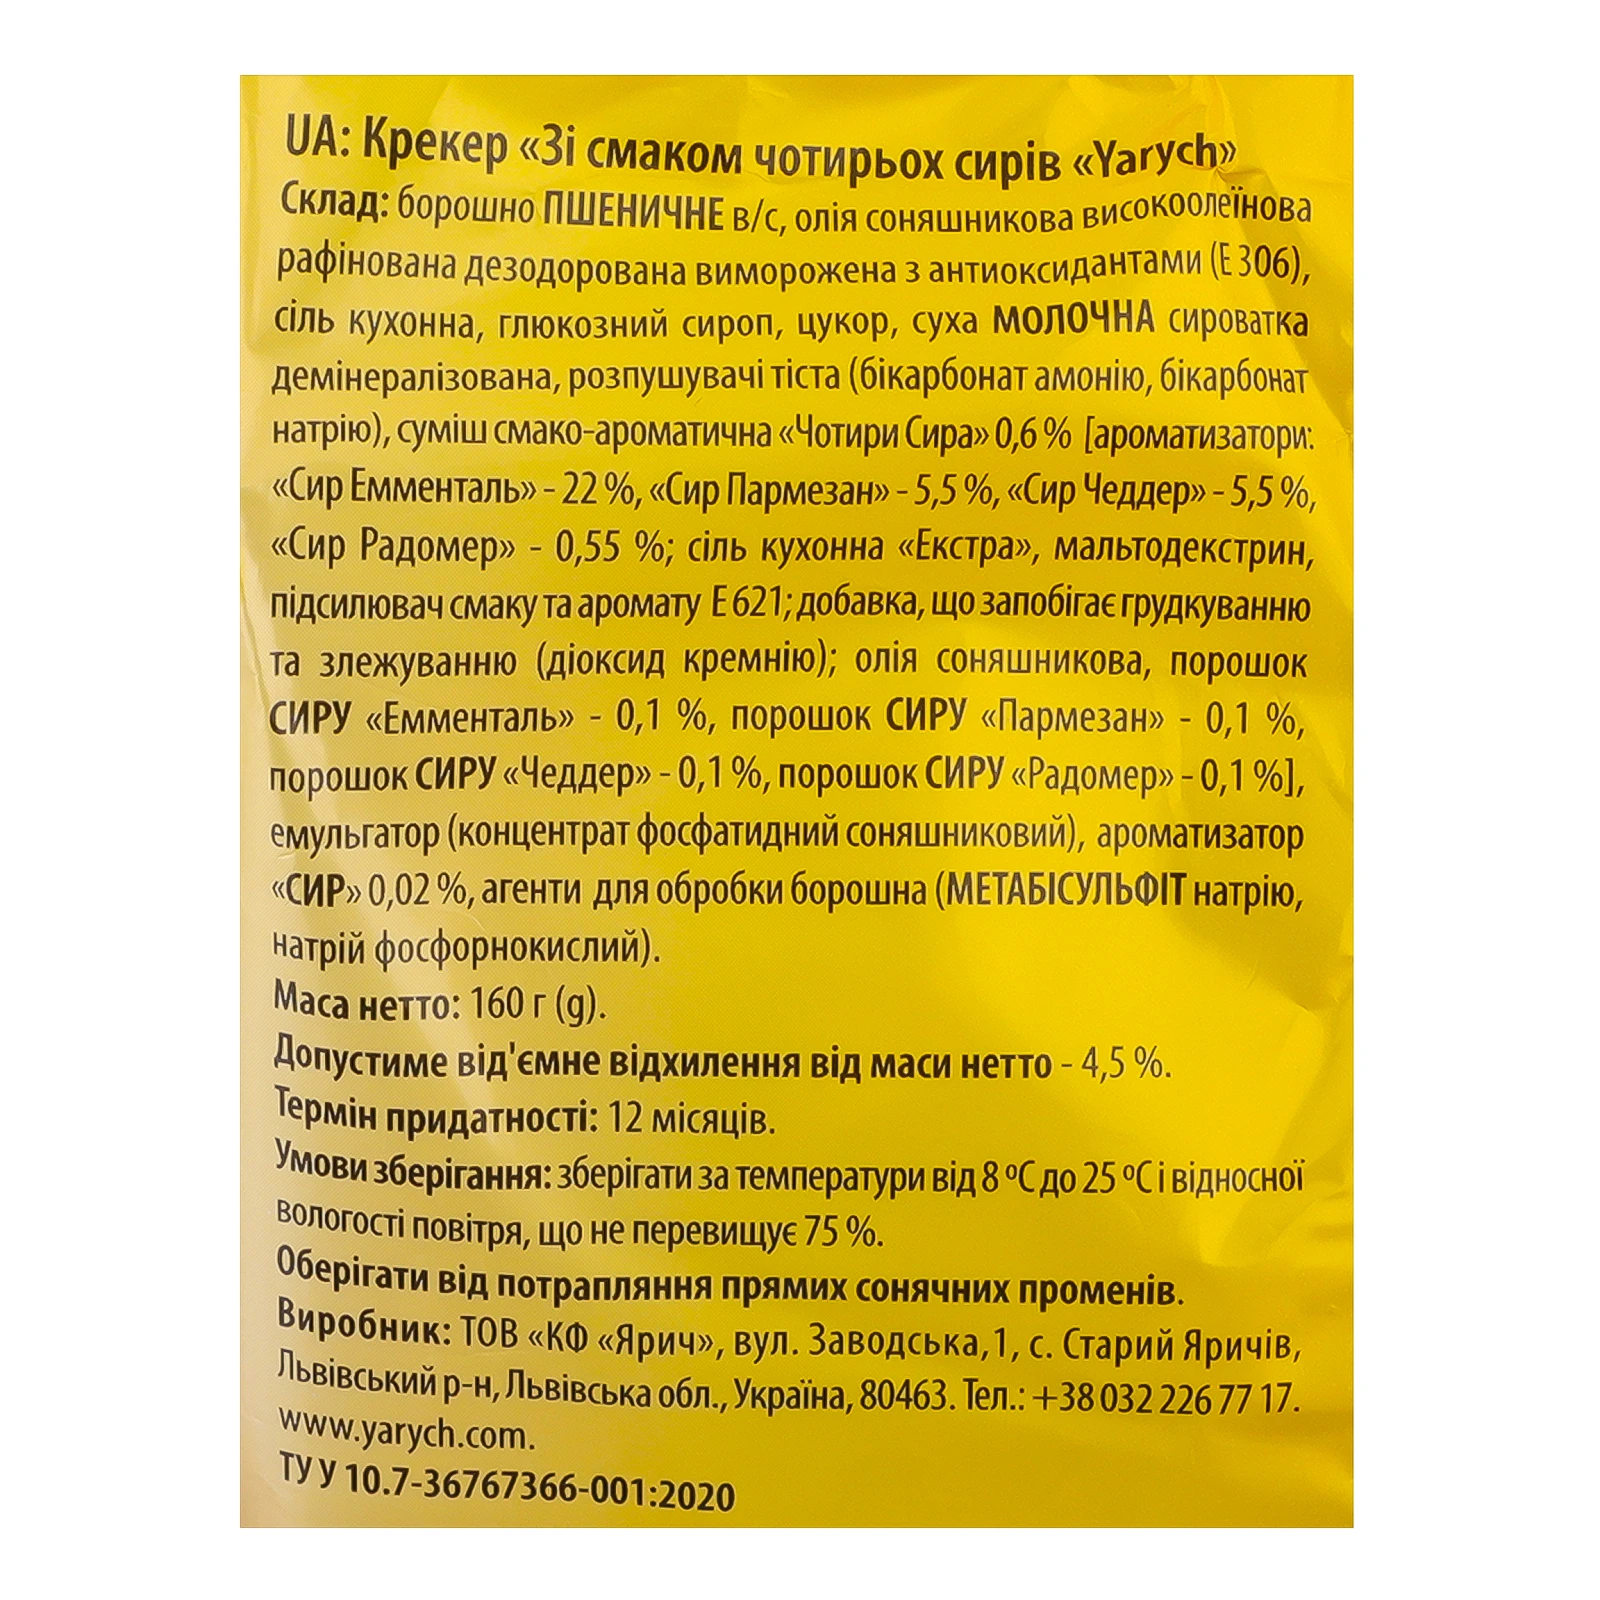 UA: Крекер «Зі смаком чотирьох сирів «Yarych»
Склад: борошно ПШЕНИЧНЕ в/с, олія соняшникова високоолеїнова
рафінована дезодорована виморожена з антиоксидантами (Е 306),
сіль кухонна, глюкозний сироп, цукор, суха МОЛОЧНА сироватка
демінералізована, розпушувачі тіста (бікарбонат амонію, бікарбонат
натрію), суміш смако-ароматична «Чотири Сира» 0,6 % [ароматизатори:
«Сир Емменталь» - 22 %, «Сир Пармезан» - 5,5 %, «Сир Чеддер» - 5,5 %,
«Сир Радомер» - 0,55 %; сіль кухонна «Екстра», мальтодекстрин,
підсилювач смаку та аромату Е 621; добавка, що запобігає грудкуванню
та злежуванню (діоксид кремнію); олія соняшникова, порошок
СИРУ «Емменталь» - 0,1 %, порошок СИРУ «Пармезан» - 0,1 %,
порошок СИРУ «Чеддер» - 0,1 %, порошок СИРУ «Радомер» - 0,1 %],
емульгатор (концентрат фосфатидний соняшниковий), ароматизатор
«СИР» 0,02 %, агенти для обробки борошна (МЕТАБІСУЛЬФІТ натрію,
натрій фосфорнокислий).
Маса нетто: 160 г (g).
Допустиме від'ємне відхилення від маси нетто - 4,5 %.
Термін придатності: 12 місяців.
Умови зберігання: зберігати за температури від 8 ºС до 25 ºС і відносної
вологості повітря, що не перевищує 75 %.
Оберігати від потрапляння прямих сонячних променів.
Виробник: ТОВ «КФ «Ярич», вул. Заводська,1, с. Старий Яричів,
Львівський р-н, Львівська обл., Україна, 80463. Тел.: +38 032 226 77 17.
www.yarych.com.
ТУ У 10.7-36767366-001:2020